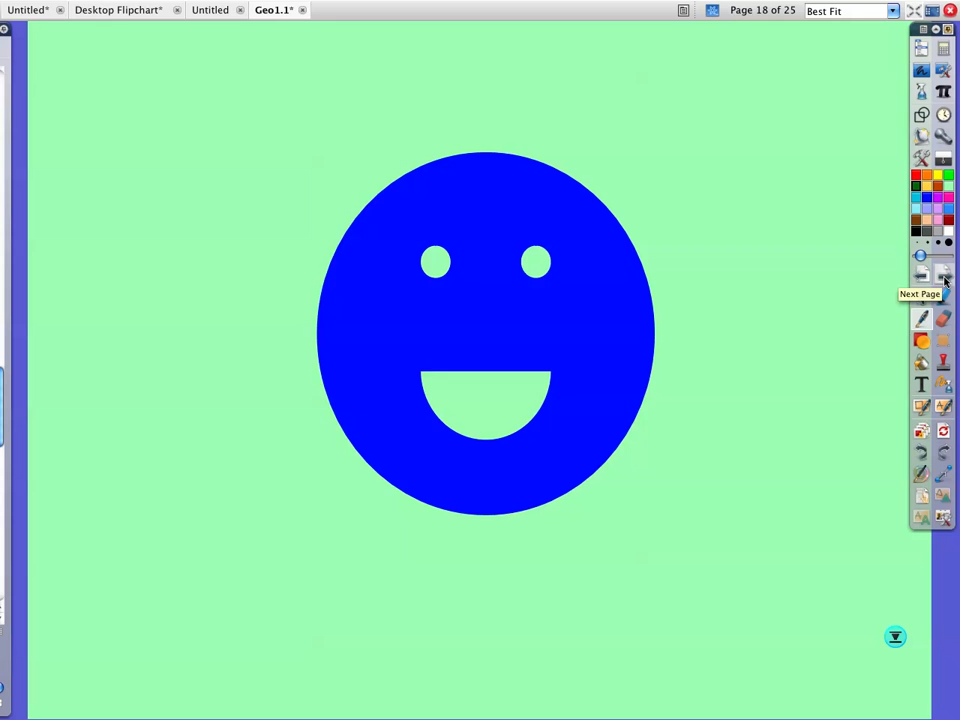 Untitled* Desktop Flipchart* Untitled Geo1.1* Page 18 of 25 Best Fit
Next Page
T